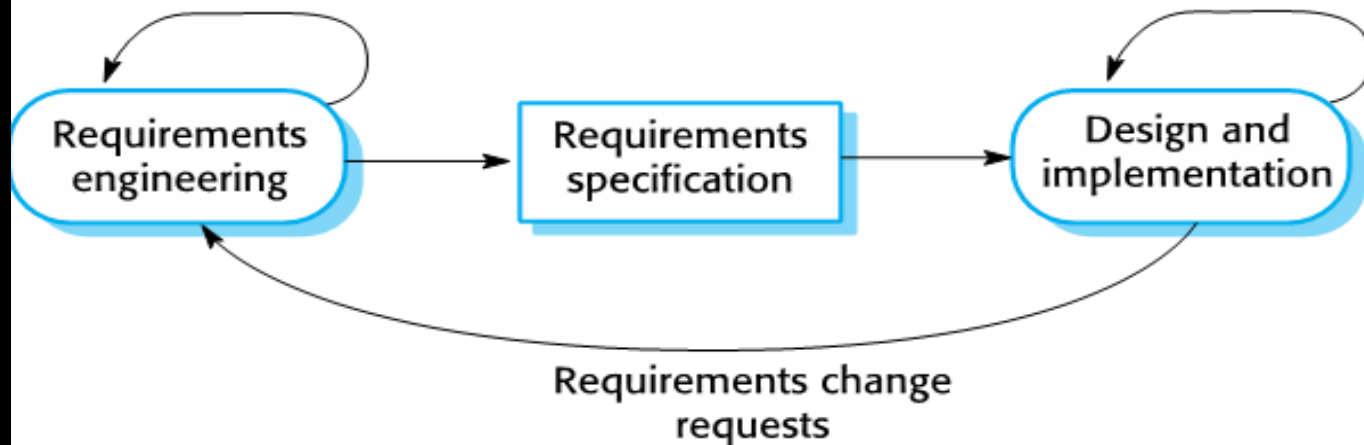 Requirements
engineering
Requirements
specification
Design and
implementation
Requirements change
requests